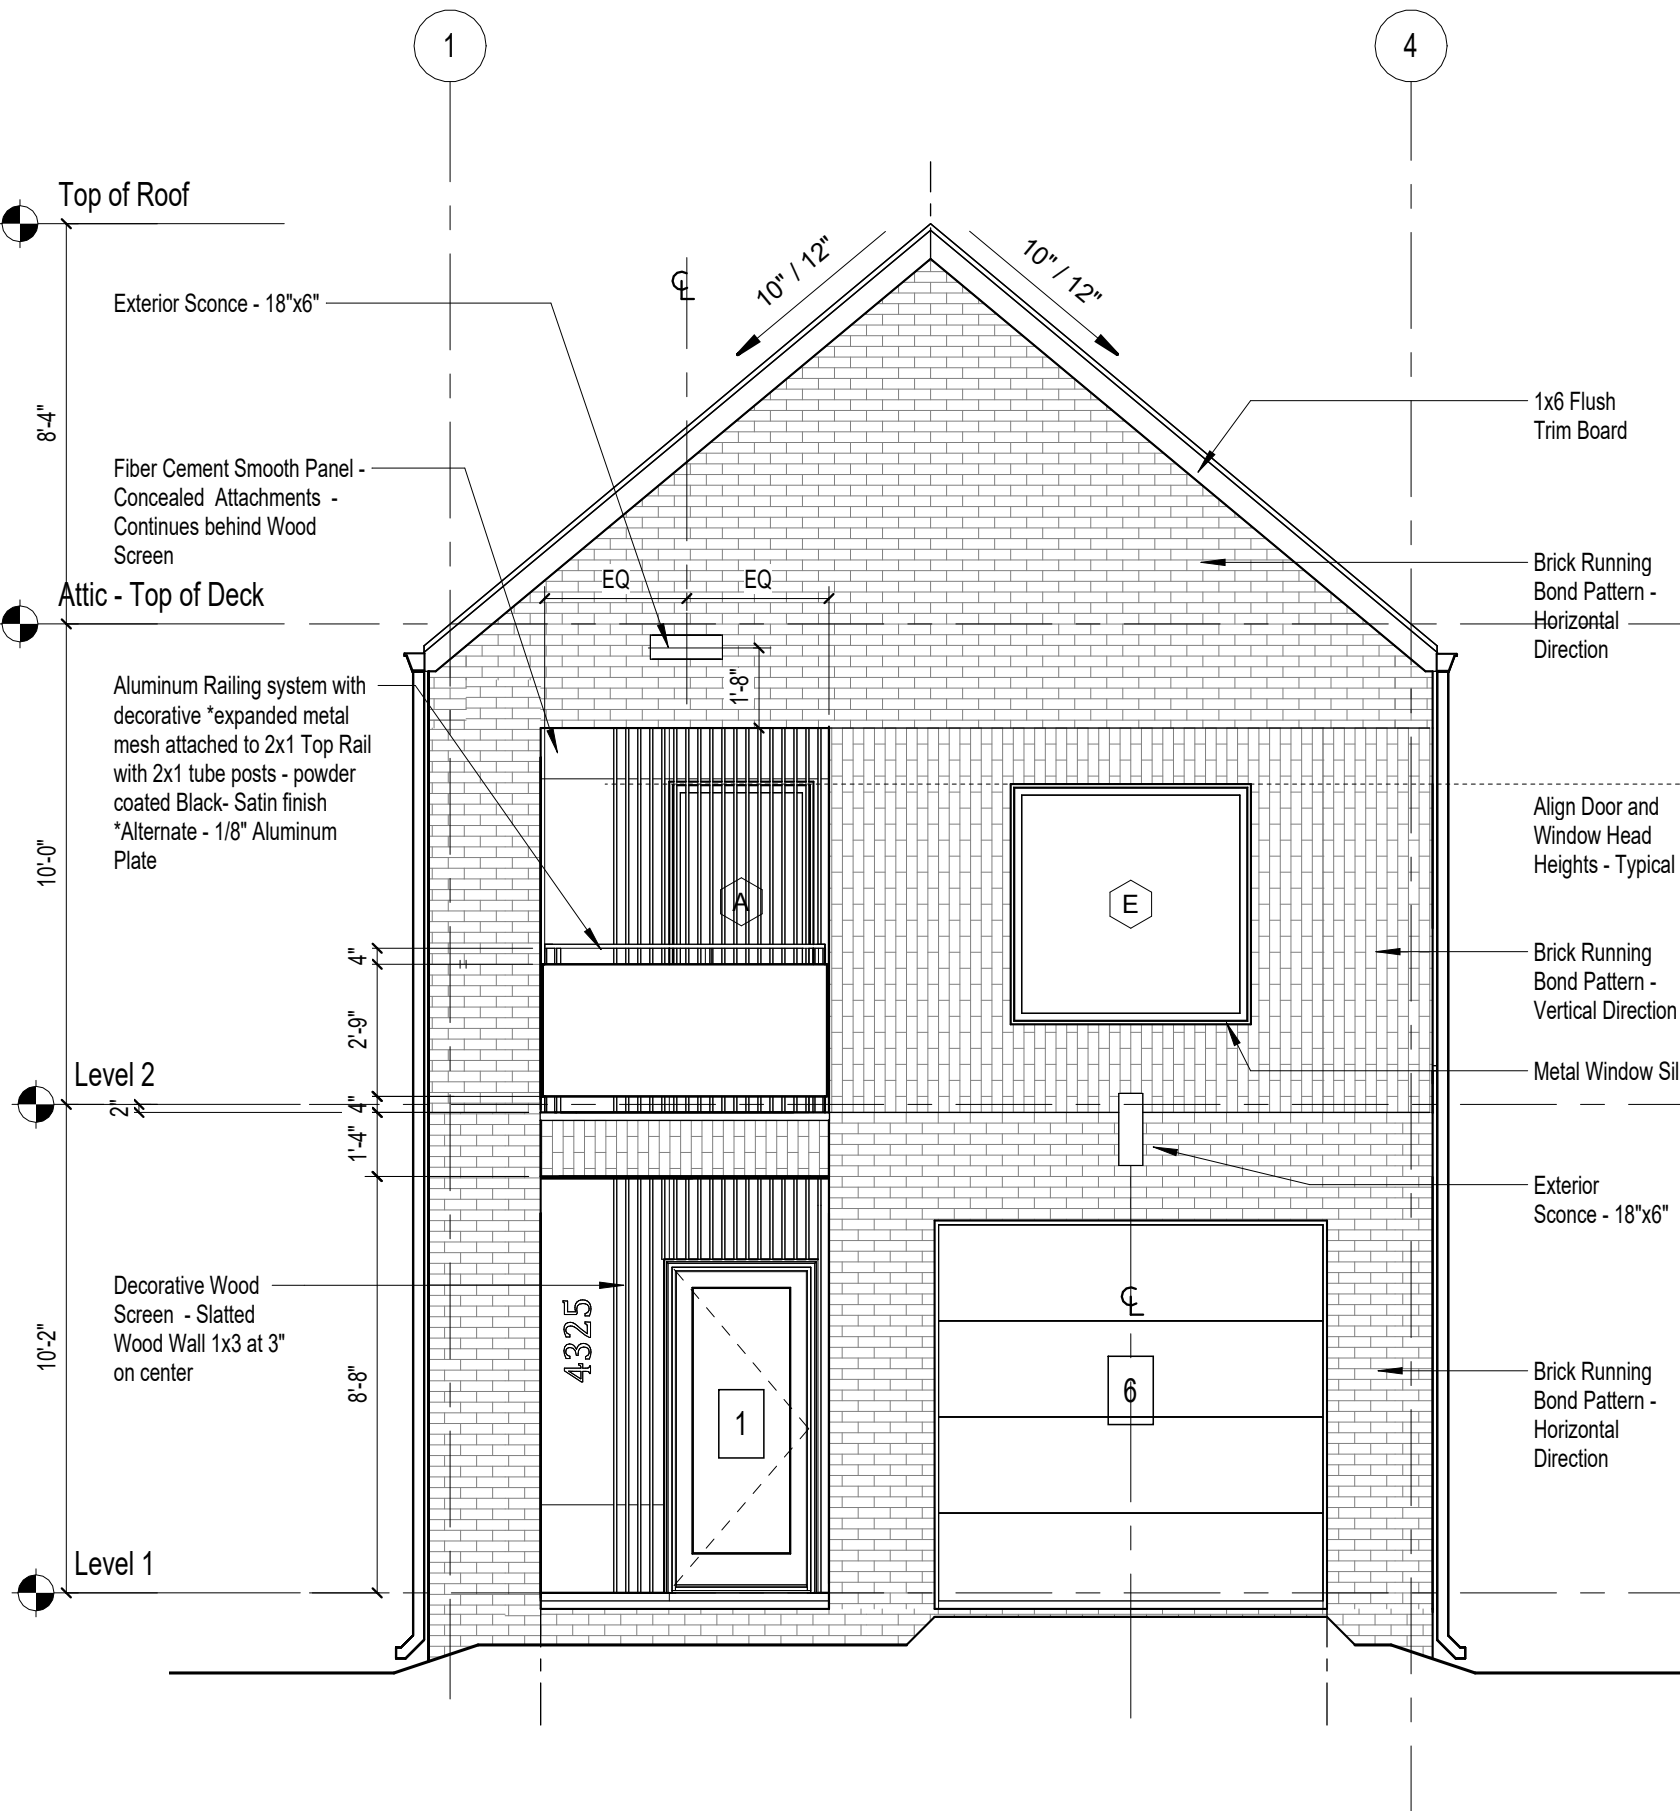 1
4
Top of Roof
10" / 12"
10" / 12"
Exterior Sconce - 18"x6"
℄
8'-4"
1x6 Flush
Trim Board
Fiber Cement Smooth Panel -
Concealed Attachments -
Continues behind Wood
Screen
Brick Running
Bond Pattern -
Horizontal
Direction
EQ
EQ
Attic - Top of Deck
1'-8"
Aluminum Railing system with
decorative *expanded metal
mesh attached to 2x1 Top Rail
with 2x1 tube posts - powder
coated Black- Satin finish
*Alternate - 1/8" Aluminum
Plate
Align Door and
Window Head
Heights - Typical
10'-0"
A
E
Brick Running
Bond Pattern -
Vertical Direction
4"
2'-9"
Metal Window Sil
Level 2
2"
4"
1'-4"
Exterior
Sconce - 18"x6"
Decorative Wood
Screen - Slatted
Wood Wall 1x3 at 3"
on center
4325
℄
10'-2"
8'-8"
1
6
Brick Running
Bond Pattern -
Horizontal
Direction
Level 1